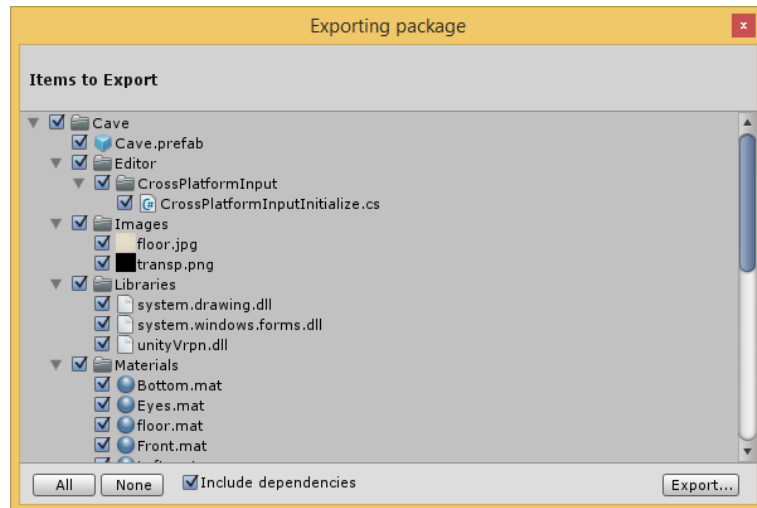 Exporting package
x
Items to Export
Cave
Cave.prefab
Editor
CrossPlatformInput
CrossPlatformInputInitialize.cs
Images
floor.jpg
transp.png
Libraries
system.drawing.dll
system.windows.forms.dll
unityVrpn.dll
Materials
Bottom.mat
Eyes.mat
floor.mat
Front.mat
All None Include dependencies Export...